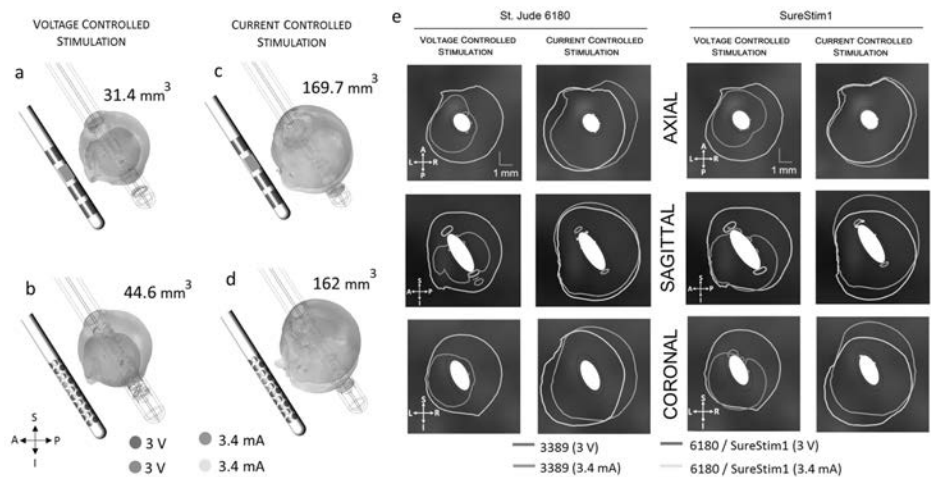 VOLTAGE CONTROLLED
STIMULATION
CURRENT CONTROLLED
STIMULATION
a
31.4 mm3
c
169.7 mm3
b
44.6 mm3
d
162 mm3
S
A P
I
3 V
3.4 mA
3 V
3.4 mA
e
St. Jude 6180
SureStim1
VOLTAGE CONTROLLED
STIMULATION
CURRENT CONTROLLED
STIMULATION
VOLTAGE CONTROLLED
STIMULATION
CURRENT CONTROLLED
STIMULATION
A
L R
P
1 mm
AXIAL
A
L R
P
1 mm
S
A P
I
SAGITTAL
S
A P
I
S
L R
I
CORONAL
S
L R
I
3389 (3 V)
6180 / SureStim1 (3 V)
3389 (3.4 mA)
6180 / SureStim1 (3.4 mA)